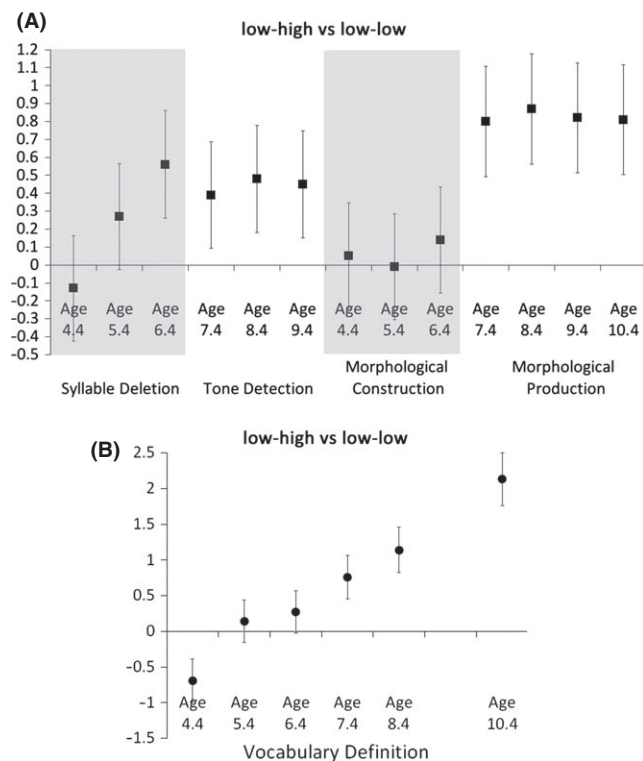 (A)
low-high vs low-low
1.2
1.1
1
0.9
0.8
0.7
0.6
0.5
0.4
0.3
0.2
0.1
0
-0.1
-0.2
-0.3
-0.4
-0.5
Age Age Age Age Age Age Age Age Age Age Age Age Age
4.4 5.4 6.4 7.4 8.4 9.4 4.4 5.4 6.4 7.4 8.4 9.4 10.4
Syllable Deletion Tone Detection Morphological Construction Morphological Production
(B)
low-high vs low-low
2.5
2
1.5
1
0.5
0
-0.5
-1
-1.5
Age Age Age Age Age Age
4.4 5.4 6.4 7.4 8.4 10.4
Vocabulary Definition